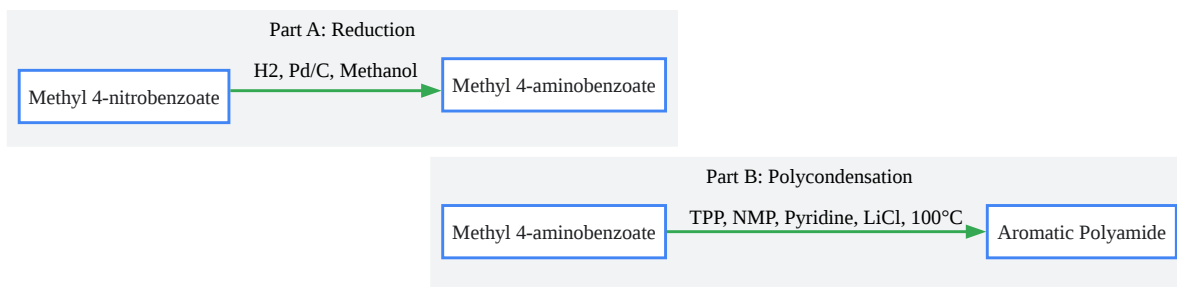 Part A: Reduction
H2, Pd/C, Methanol
Methyl 4-nitrobenzoate
Methyl 4-aminobenzoate
Part B: Polycondensation
TPP, NMP, Pyridine, LiCl, 100°C
Methyl 4-aminobenzoate
Aromatic Polyamide